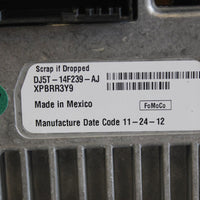 Scrap if Dropped
DJ5T-14F239-AJ
XPBRR3Y9
Made in Mexico
FoMoCo
Manufacture Date Code 11-24-12